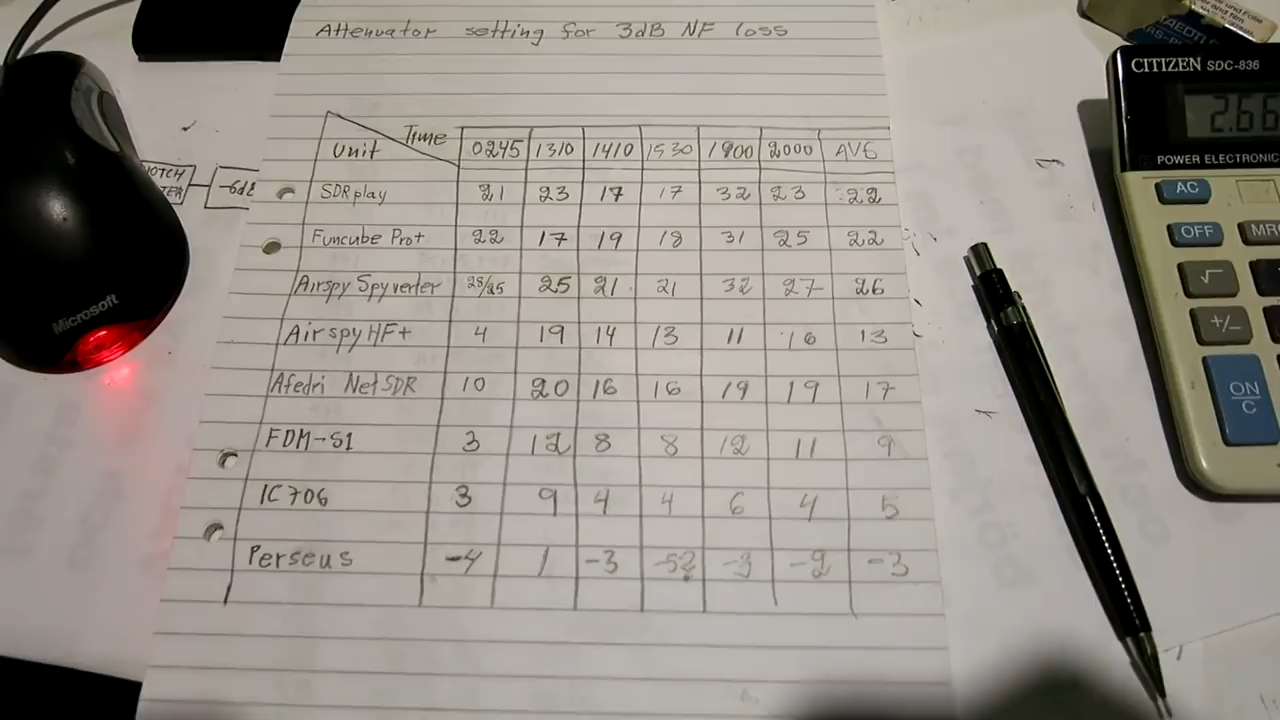 Attenuator setting for 3dB NF loss
Unit Time 0245 1310 1410 1530 1900 2000 AVG
SDRplay 21 23 17 17 32 23 22
Funcube Pro+ 22 17 19 18 31 25 22
Airspy Spyverter 28/25 25 21 21 32 27 26
Airspy HF+ 4 19 14 13 11 16 13
Afedri NetSDR 10 20 16 16 19 19 17
FDM-S1 3 12 8 8 12 11 9
IC706 3 9 4 4 6 4 5
Perseus -4 1 -3 -5? -3 -2 -3
Microsoft
CITIZEN SDC-836
2.66
POWER ELECTRONIC
AC
OFF
√
+/-
ON/C